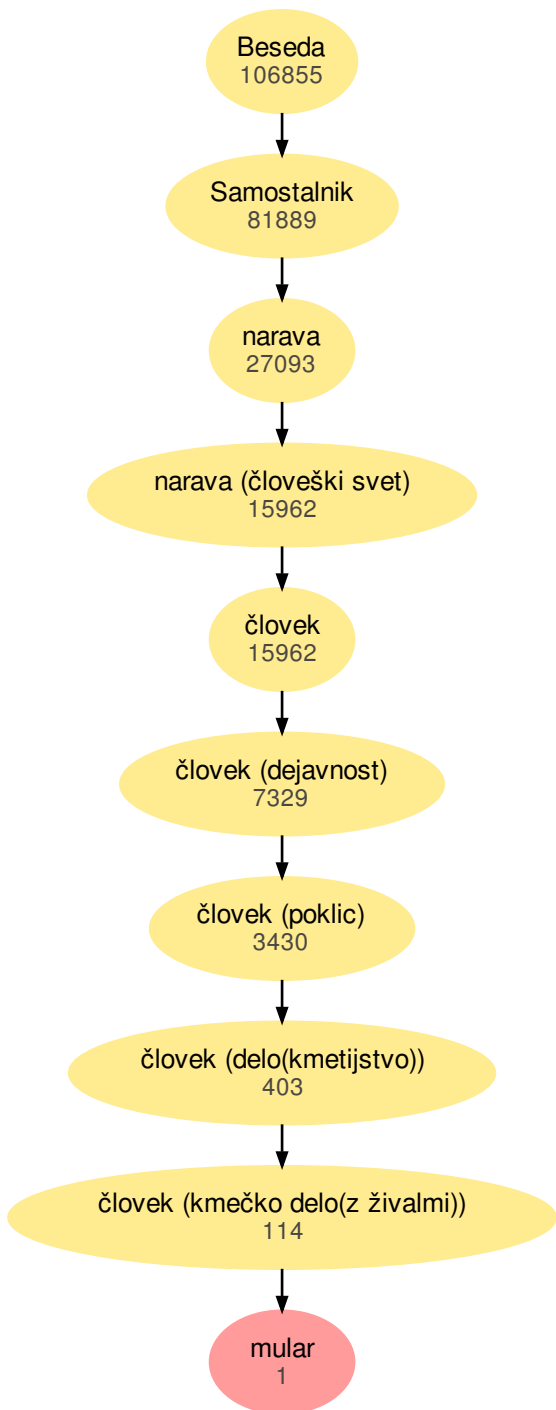 Beseda
106855
Samostalnik
81889
narava
27093
narava (človeški svet)
15962
človek
15962
človek (dejavnost)
7329
človek (poklic)
3430
človek (delo(kmetijstvo))
403
človek (kmečko delo(z živalmi))
114
mular
1